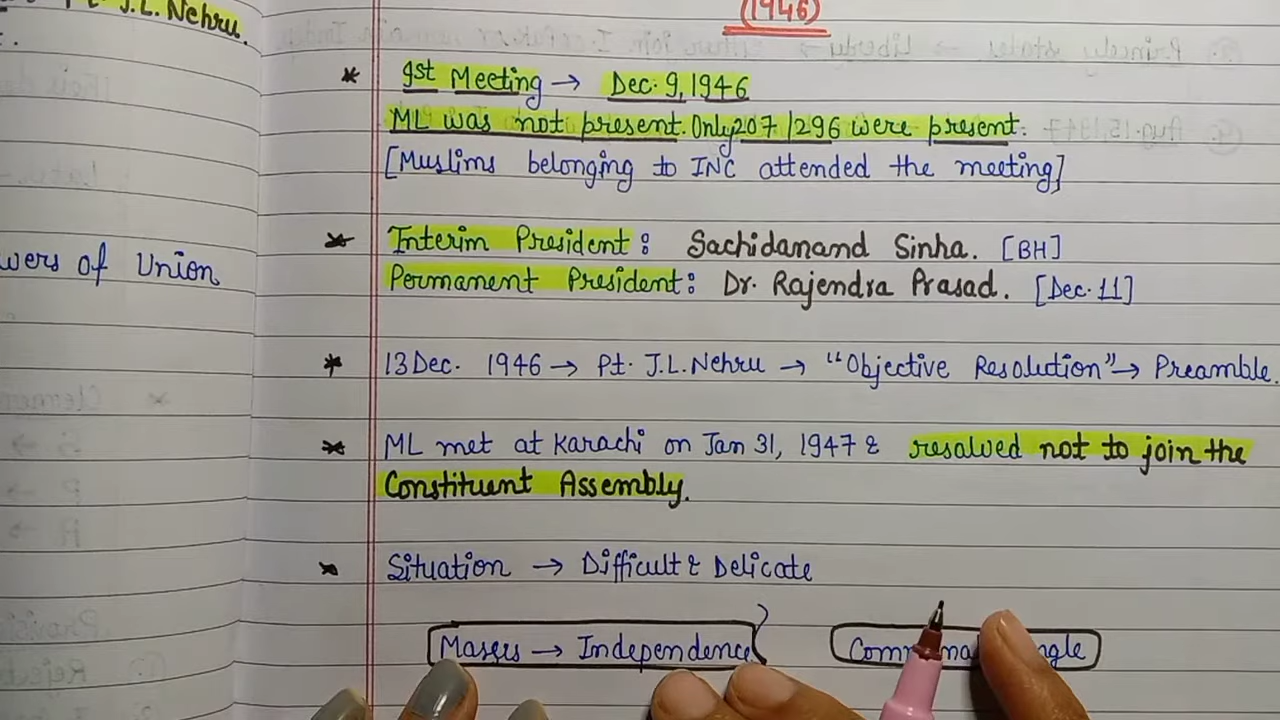 J.L. Nehru.
wers of Union
(1946)
* 1st Meeting → Dec. 9, 1946
ML was not present. Only 207/296 were present.
[Muslims belonging to INC attended the meeting]
* Interim President: Sachidanand Sinha. [BH]
Permanent President: Dr. Rajendra Prasad. [Dec. 11]
* 13 Dec. 1946 → Pt. J.L. Nehru → "Objective Resolution" → Preamble.
* ML met at Karachi on Jan 31, 1947 & resolved not to join the
Constituent Assembly.
* Situation → Difficult & Delicate
Masses → Independence